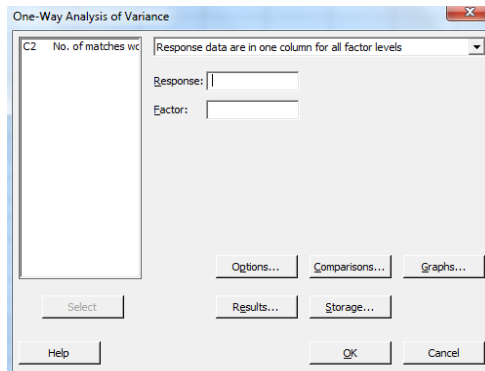 One-Way Analysis of Variance
C2 No. of matches wc
Response data are in one column for all factor levels
Response:
Factor:
Options... Comparisons... Graphs...
Select Results... Storage...
Help OK Cancel